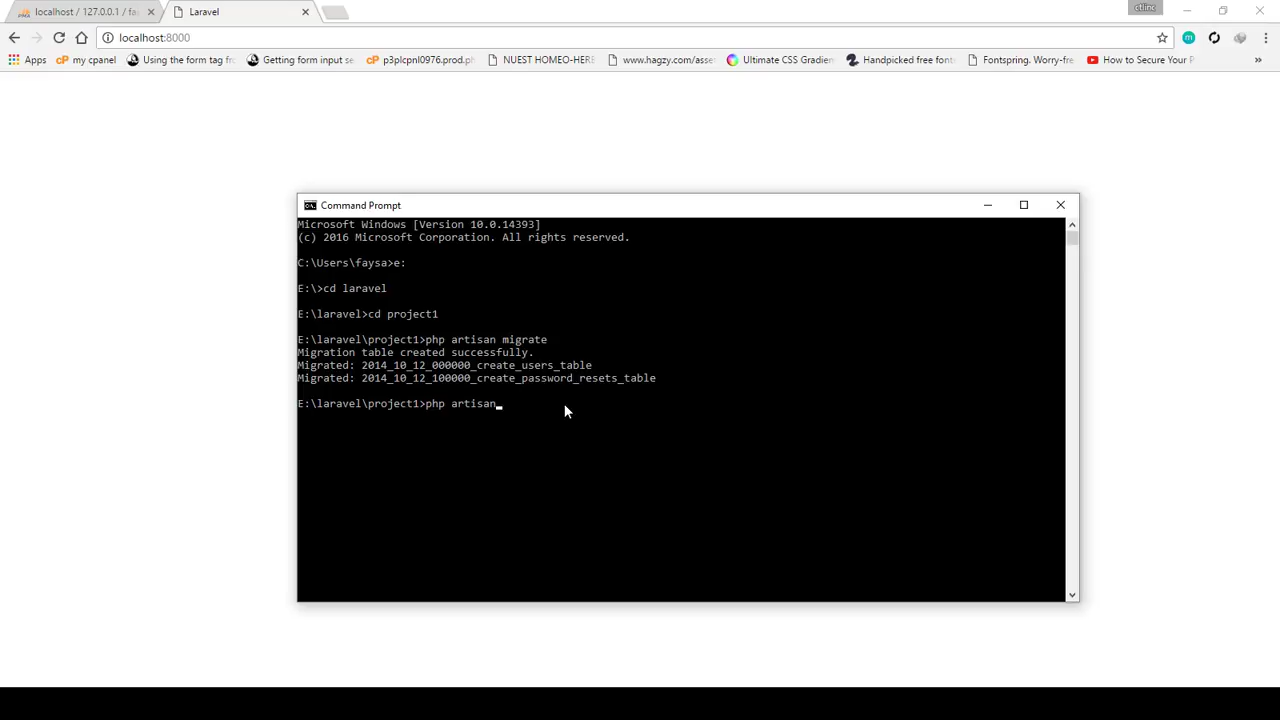 localhost / 127.0.0.1 / fa
Laravel
stlinc
localhost:8000
Apps
my cpanel
Using the form tag fr
Getting form input se
p3plcpnl0976.prod.ph
NUEST HOMEO-HERB
www.hagzy.com/asset
Ultimate CSS Gradien
Handpicked free fonts
Fontspring. Worry-fre
How to Secure Your P
Command Prompt
Microsoft Windows [Version 10.0.14393]
(c) 2016 Microsoft Corporation. All rights reserved.
C:\Users\faysa>e:
E:\>cd laravel
E:\laravel>cd project1
E:\laravel\project1>php artisan migrate
Migration table created successfully.
Migrated: 2014_10_12_000000_create_users_table
Migrated: 2014_10_12_100000_create_password_resets_table
E:\laravel\project1>php artisan